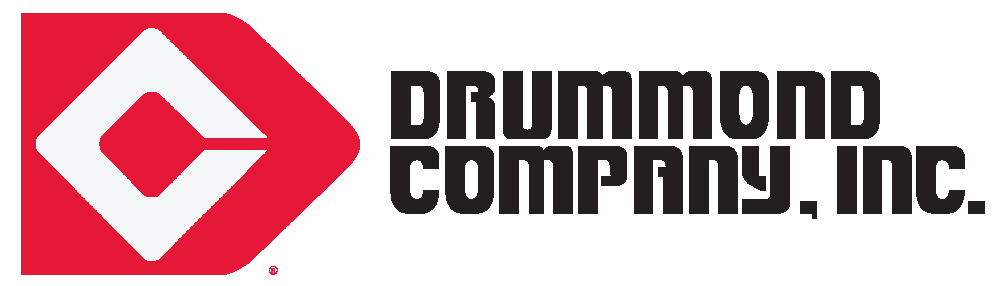 DRUMMOND
COMPANY, INC.
®